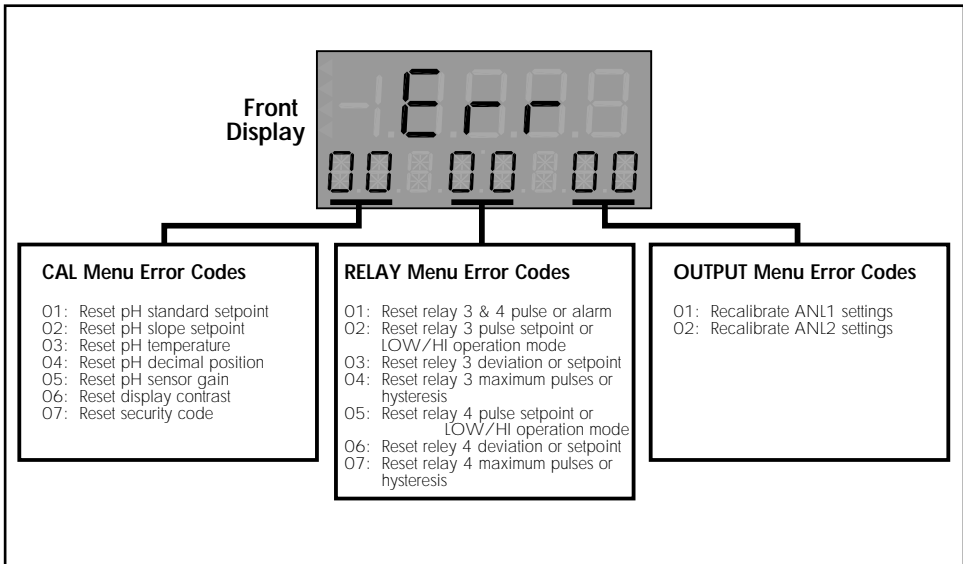 Front
Display
Err
00 00 00
CAL Menu Error Codes
01: Reset pH standard setpoint
02: Reset pH slope setpoint
03: Reset pH temperature
04: Reset pH decimal position
05: Reset pH sensor gain
06: Reset display contrast
07: Reset security code
RELAY Menu Error Codes
01: Reset relay 3 & 4 pulse or alarm
02: Reset relay 3 pulse setpoint or
LOW/HI operation mode
03: Reset reley 3 deviation or setpoint
04: Reset relay 3 maximum pulses or
hysteresis
05: Reset relay 4 pulse setpoint or
LOW/HI operation mode
06: Reset reley 4 deviation or setpoint
07: Reset relay 4 maximum pulses or
hysteresis
OUTPUT Menu Error Codes
01: Recalibrate ANL1 settings
02: Recalibrate ANL2 settings